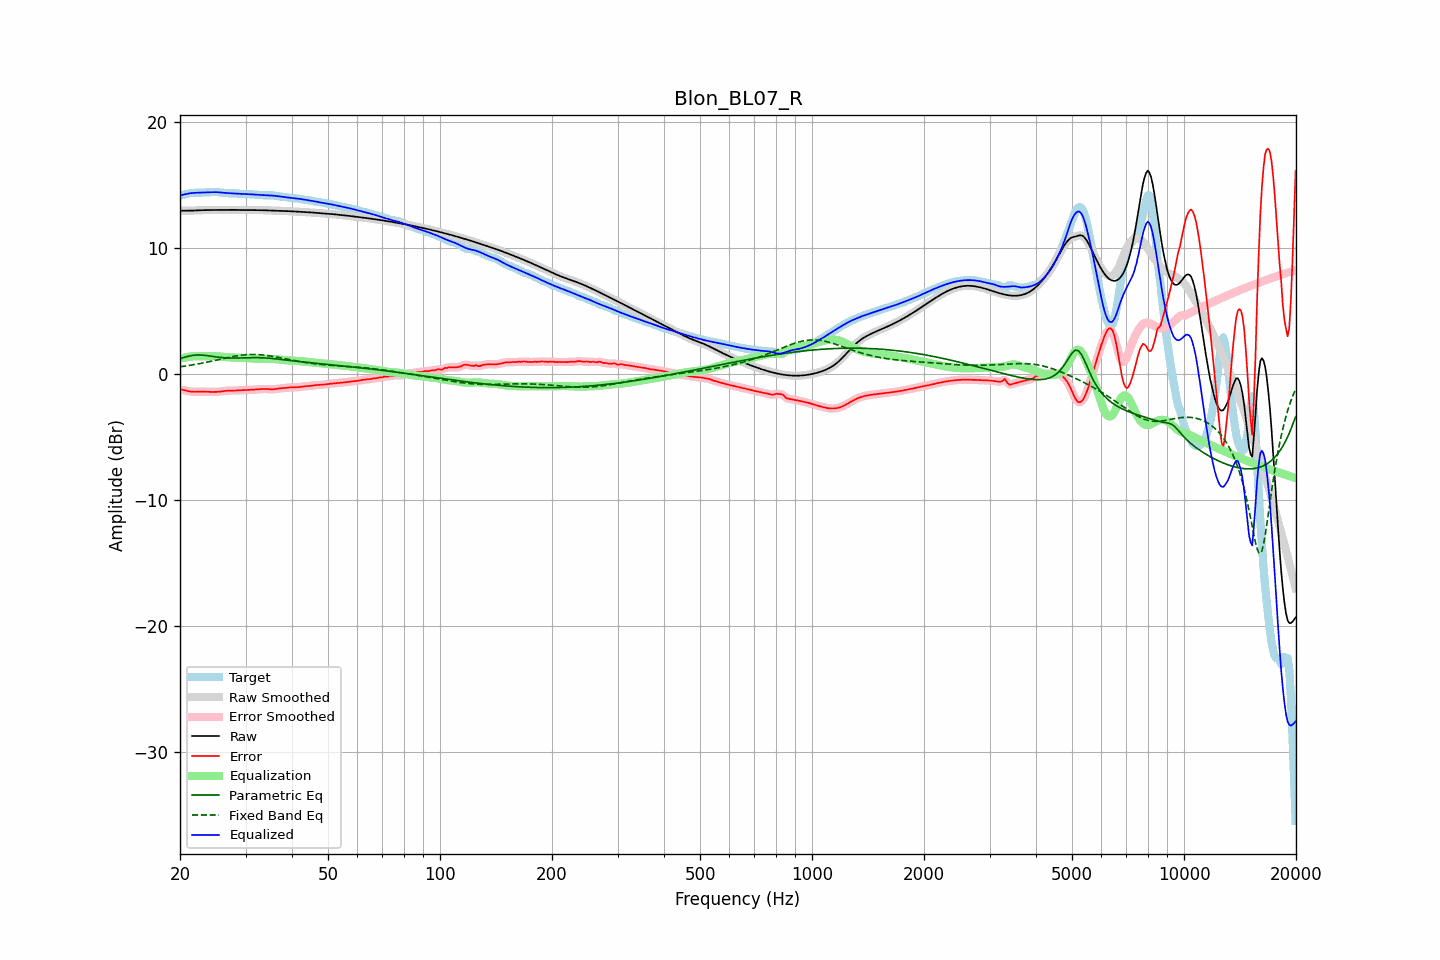 Blon_BL07_R
20
10
0
−10
−20
−30
Amplitude (dBr)
Target
Raw Smoothed
Error Smoothed
Raw
Error
Equalization
Parametric Eq
Fixed Band Eq
Equalized
20 50 100 200 500 1000 2000 5000 10000 20000
Frequency (Hz)